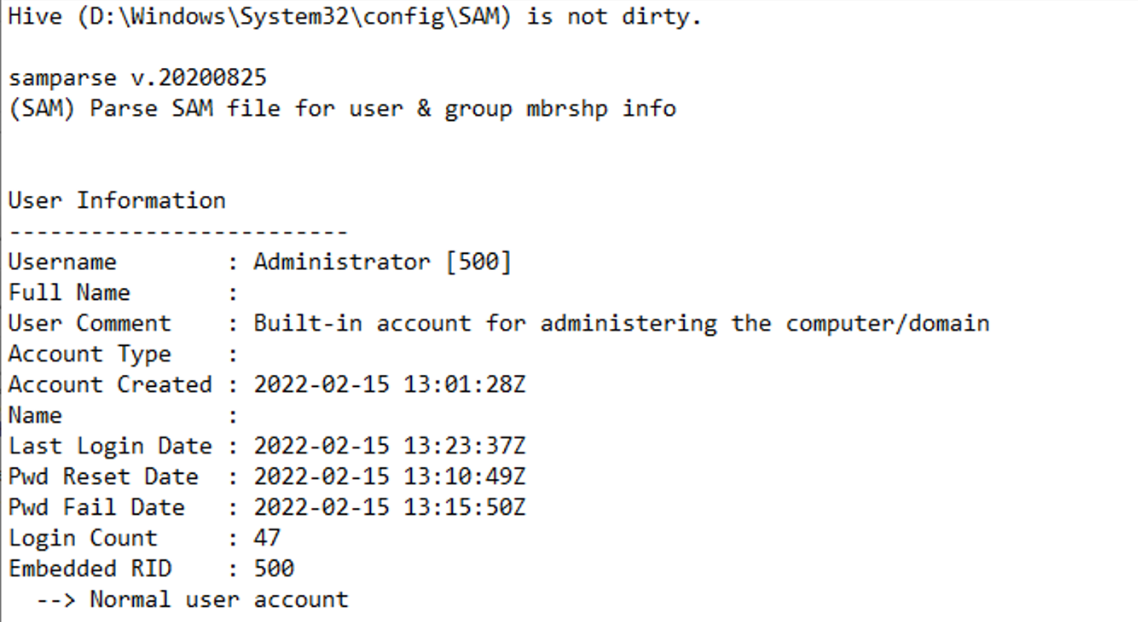 Hive (D:\Windows\System32\config\SAM) is not dirty.
samparse v.20200825
(SAM) Parse SAM file for user & group mbrshp info
User Information
-------------------------
Username        : Administrator [500]
Full Name       :
User Comment    : Built-in account for administering the computer/domain
Account Type    :
Account Created : 2022-02-15 13:01:28Z
Name            :
Last Login Date : 2022-02-15 13:23:37Z
Pwd Reset Date  : 2022-02-15 13:10:49Z
Pwd Fail Date   : 2022-02-15 13:15:50Z
Login Count     : 47
Embedded RID    : 500
  --> Normal user account